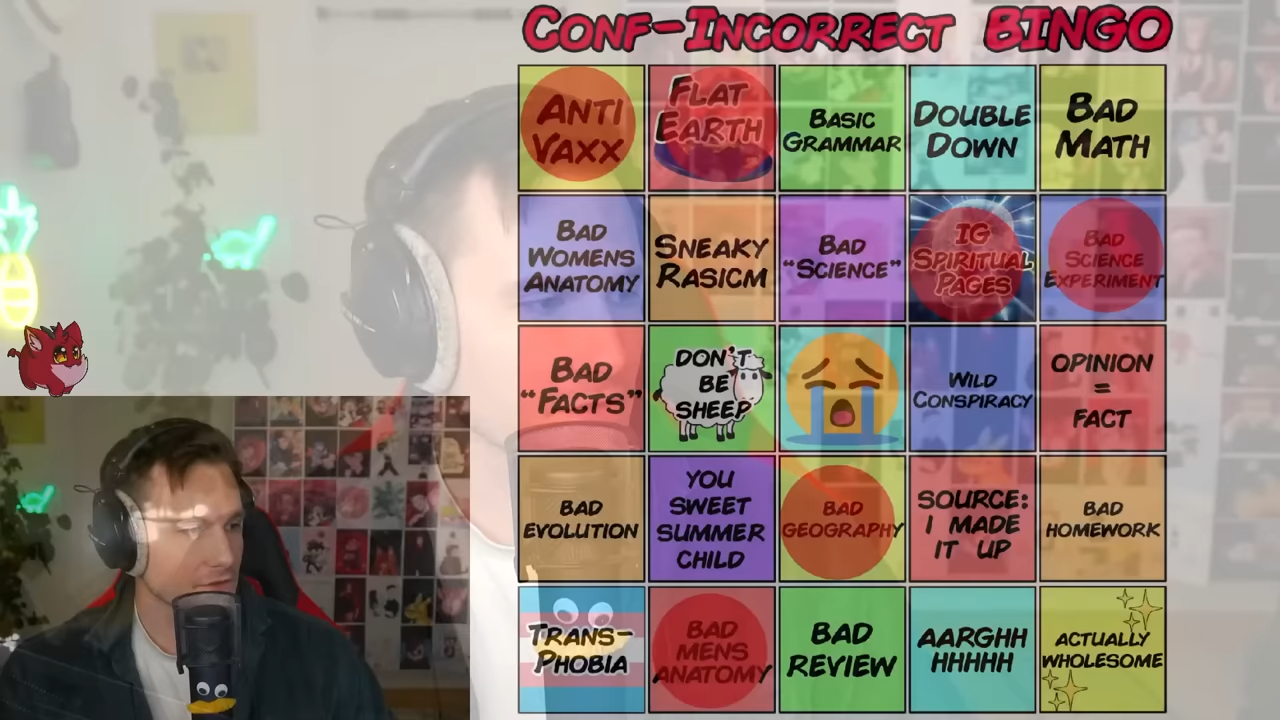 CONF-INCORRECT BINGO
ANTI
VAXX
FLAT
EARTH
BASIC
GRAMMAR
DOUBLE
DOWN
BAD
MATH
BAD
WOMENS
ANATOMY
SNEAKY
RASICM
BAD
“SCIENCE”
IG
SPIRITUAL
PAGES
BAD
SCIENCE
EXPERIMENT
BAD
“FACTS”
DON'T
BE
SHEEP
WILD
CONSPIRACY
OPINION
=
FACT
BAD
EVOLUTION
YOU
SWEET
SUMMER
CHILD
BAD
GEOGRAPHY
SOURCE:
I MADE
IT UP
BAD
HOMEWORK
TRANS-
PHOBIA
BAD
MENS
ANATOMY
BAD
REVIEW
AARGHH
HHHHH
ACTUALLY
WHOLESOME